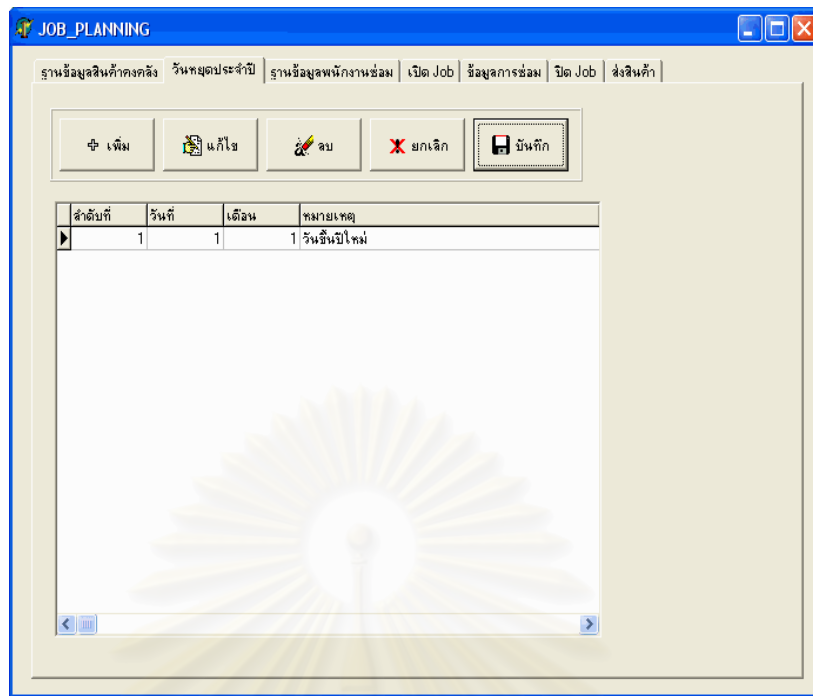 JOB_PLANNING
ฐานข้อมูลสินค้าคงคลัง วันหยุดประจำปี ฐานข้อมูลพนักงานซ่อม เปิด Job ข้อมูลการซ่อม ปิด Job ส่งสินค้า
เพิ่ม แก้ไข ลบ ยกเลิก บันทึก
ลำดับที่ วันที่ เดือน หมายเหตุ
1 1 1 วันขึ้นปีใหม่